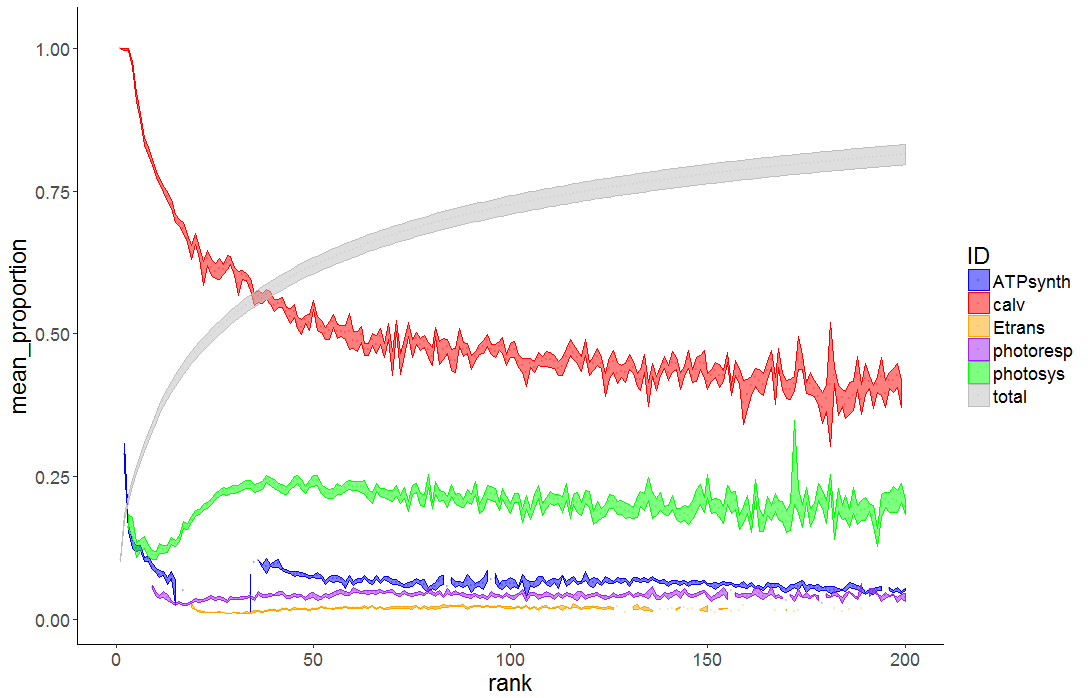 mean_proportion
1.00
0.75
0.50
0.25
0.00
0
50
100
150
200
rank
ID
ATPsynth
calv
Etrans
photoresp
photosys
total